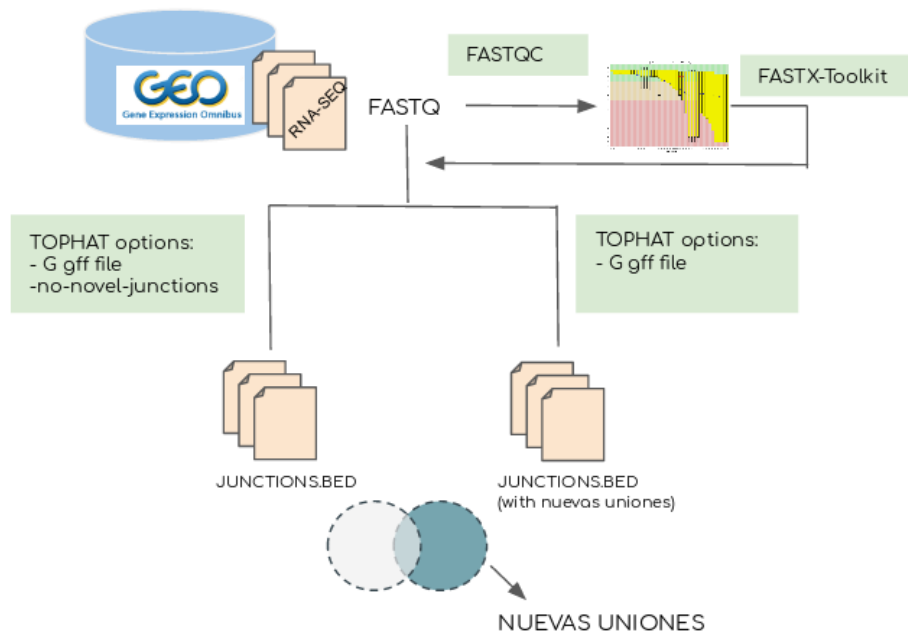 GEO
Gene Expression Omnibus
RNA-SEQ
FASTQ
FASTQC
FASTX-Toolkit
TOPHAT options:
- G gff file
-no-novel-junctions
TOPHAT options:
- G gff file
JUNCTIONS.BED
JUNCTIONS.BED
(with nuevas uniones)
NUEVAS UNIONES